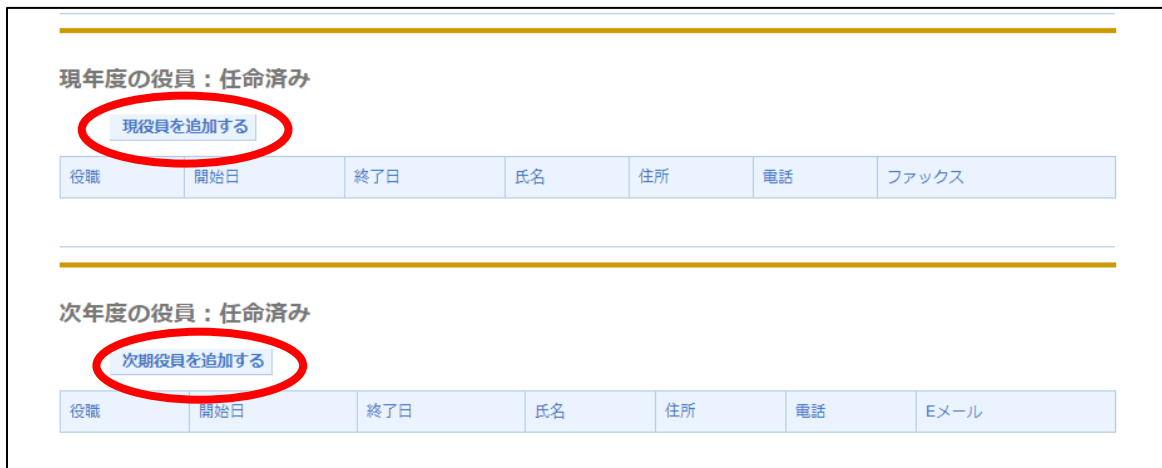 現年度の役員：任命済み
現役員を追加する
役職 開始日 終了日 氏名 住所 電話 ファックス
次年度の役員：任命済み
次期役員を追加する
役職 開始日 終了日 氏名 住所 電話 Eメール